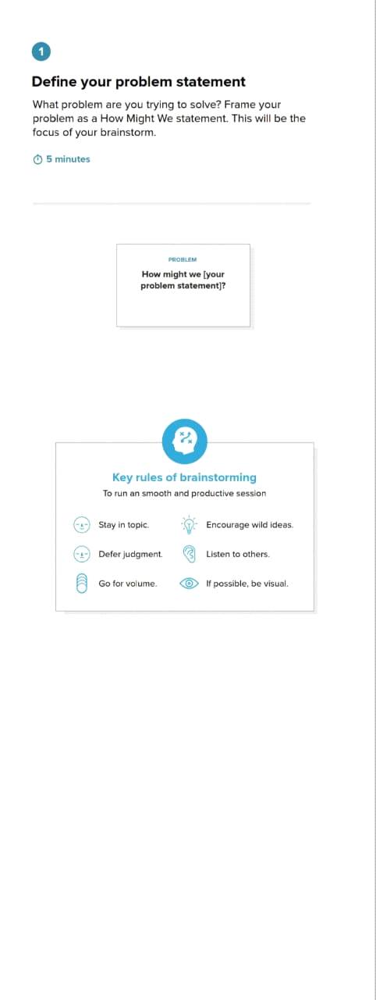 1
Define your problem statement
What problem are you trying to solve? Frame your
problem as a How Might We statement. This will be the
focus of your brainstorm.
5 minutes
PROBLEM
How might we [your
problem statement]?
Key rules of brainstorming
To run an smooth and productive session
Stay in topic.
Encourage wild ideas.
Defer judgment.
Listen to others.
Go for volume.
If possible, be visual.